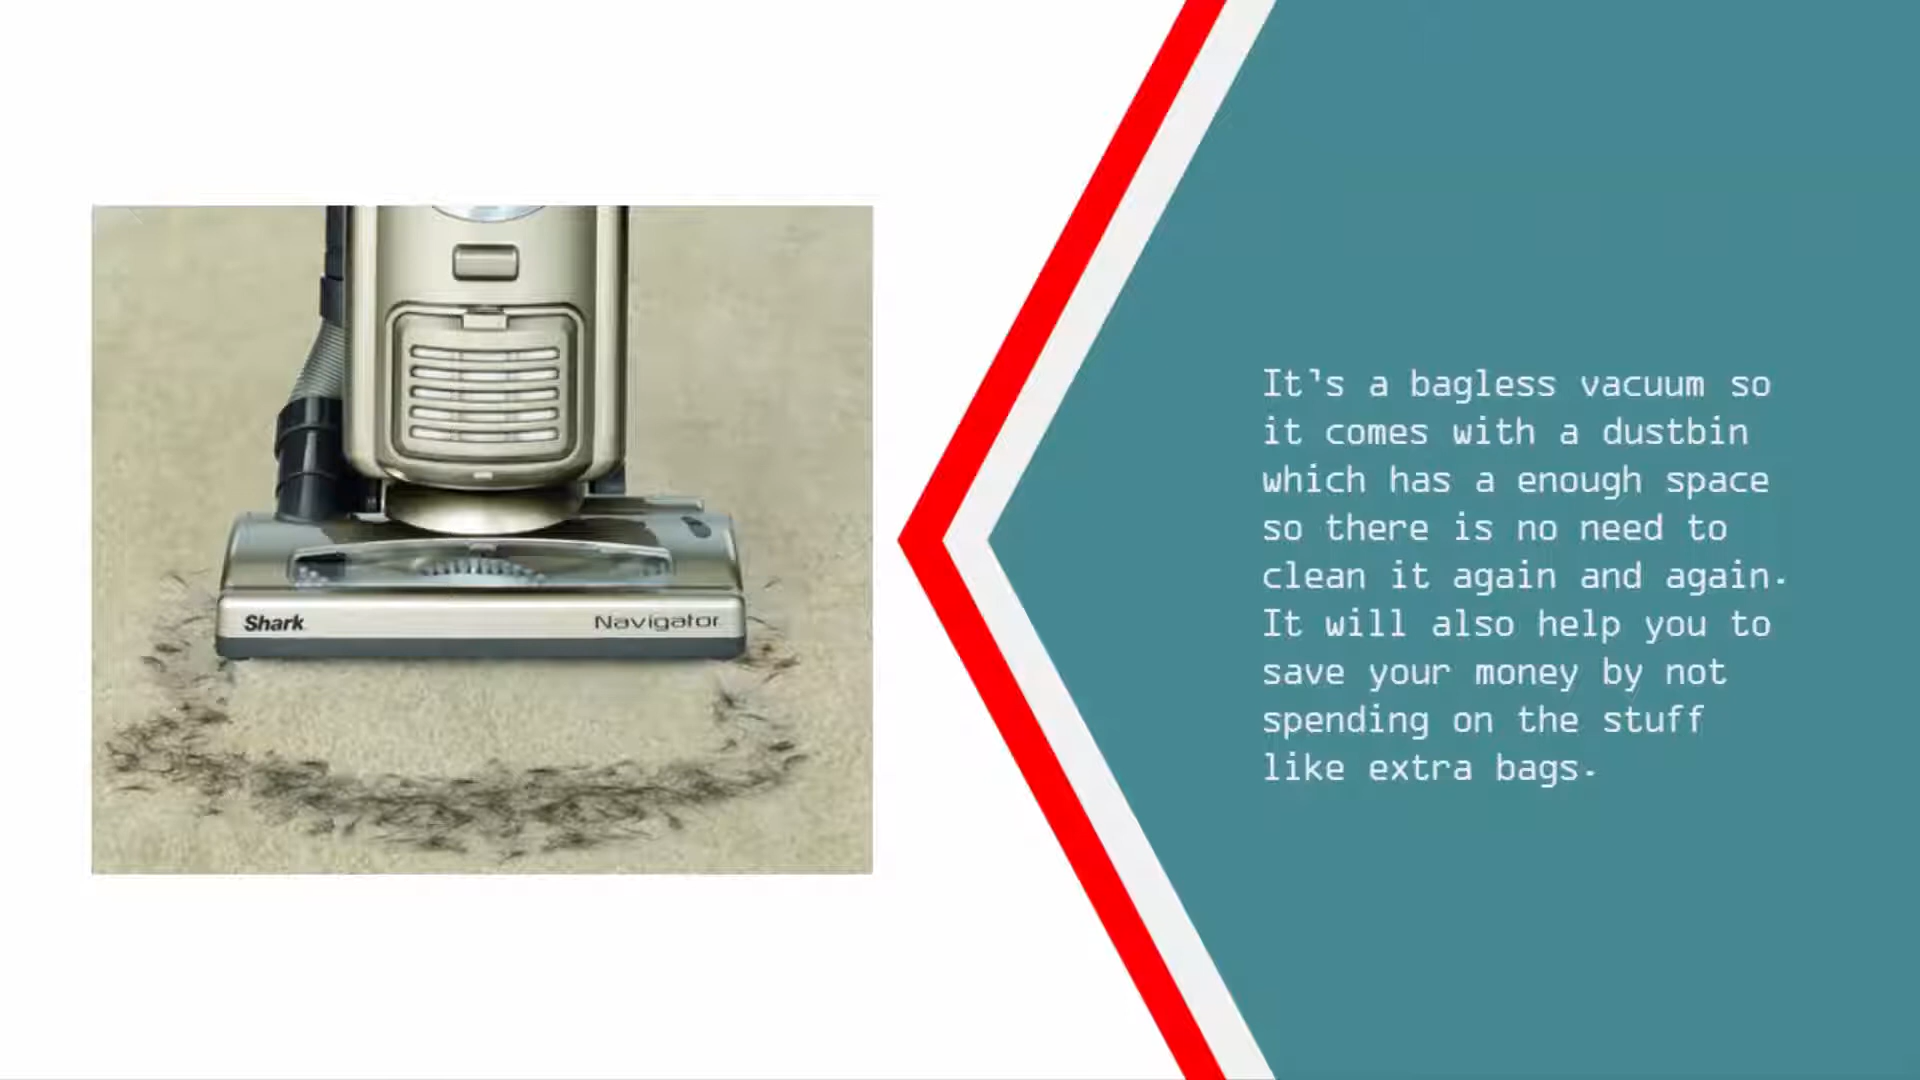 Shark
Navigator
It's a bagless vacuum so
it comes with a dustbin
which has a enough space
so there is no need to
clean it again and again.
It will also help you to
save your money by not
spending on the stuff
like extra bags.